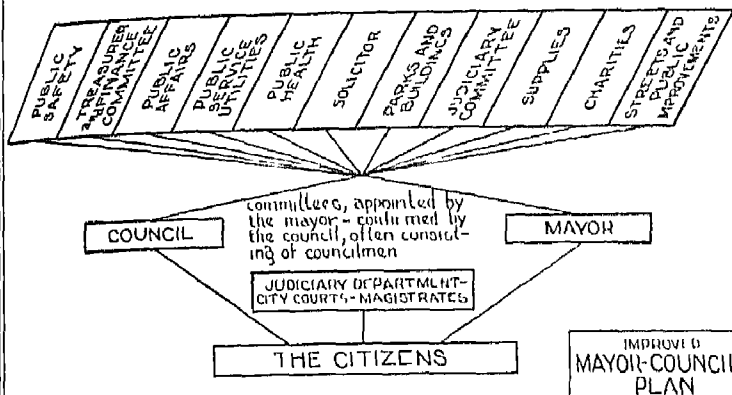 PUBLIC
SAFETY
TREASURER
and FINANCE
COMMITTEE
PUBLIC
AFFAIRS
PUBLIC
SERVICE
UTILITIES
PUBLIC
HEALTH
SOLICITOR
PARKS AND
BUILDINGS
JUDICIARY
COMMITTEE
SUPPLIES
CHARITIES
STREETS AND
PUBLIC
IMPROVEMENTS
committees, appointed by
the mayor - confirmed by
the council, often consist-
ing of councilmen
COUNCIL
MAYOR
JUDICIARY DEPARTMENT-
CITY COURTS-MAGISTRATES
THE CITIZENS
IMPROVED
MAYOR-COUNCIL
PLAN